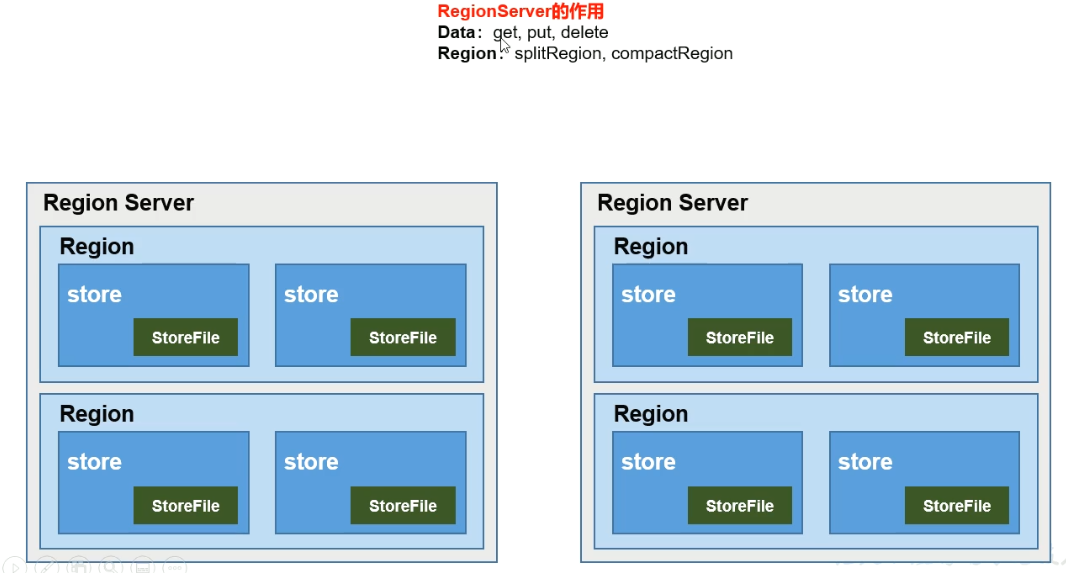 RegionServer的作用
Data：get, put, delete
Region：splitRegion, compactRegion
Region Server
Region
store
StoreFile
store
StoreFile
Region
store
StoreFile
store
StoreFile
Region Server
Region
store
StoreFile
store
StoreFile
Region
store
StoreFile
store
StoreFile